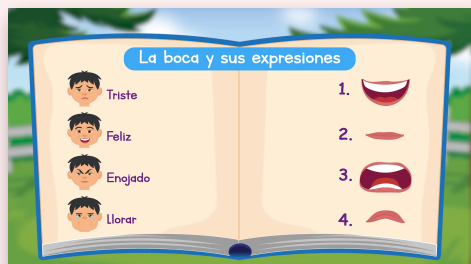 La boca y sus expresiones
Triste
Feliz
Enojado
Llorar
1.
2.
3.
4.